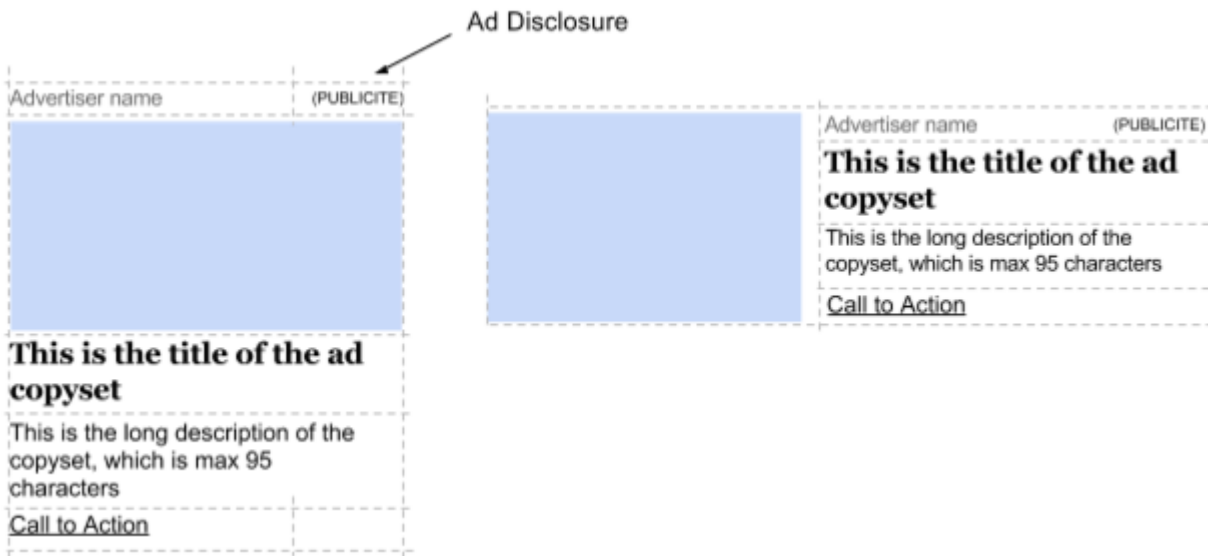 Ad Disclosure
Advertiser name (PUBLICITE)
This is the title of the ad
copyset
This is the long description of the
copyset, which is max 95
characters
Call to Action
Advertiser name (PUBLICITE)
This is the title of the ad
copyset
This is the long description of the
copyset, which is max 95 characters
Call to Action